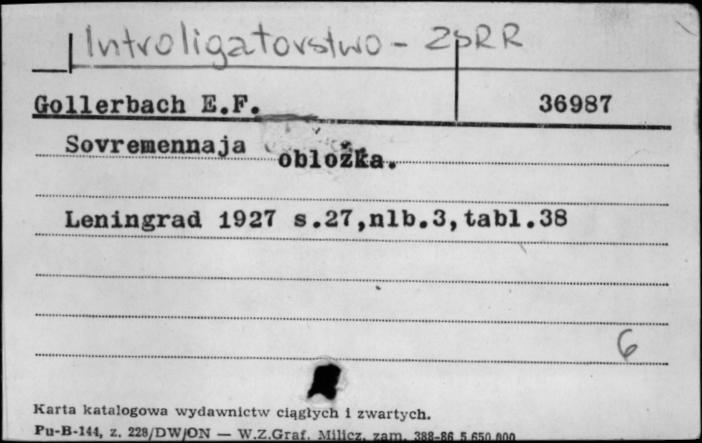 Introligatorstwo - ZSRR
Gollerbach E.F. 36987
Sovremennaja obložka.
Leningrad 1927 s.27,nlb.3,tabl.38
6
Karta katalogowa wydawnictw ciągłych i zwartych.
Pu-B-144, z. 228/DW/ON — W.Z.Graf. Milicz, zam. 388-86 5.650.000